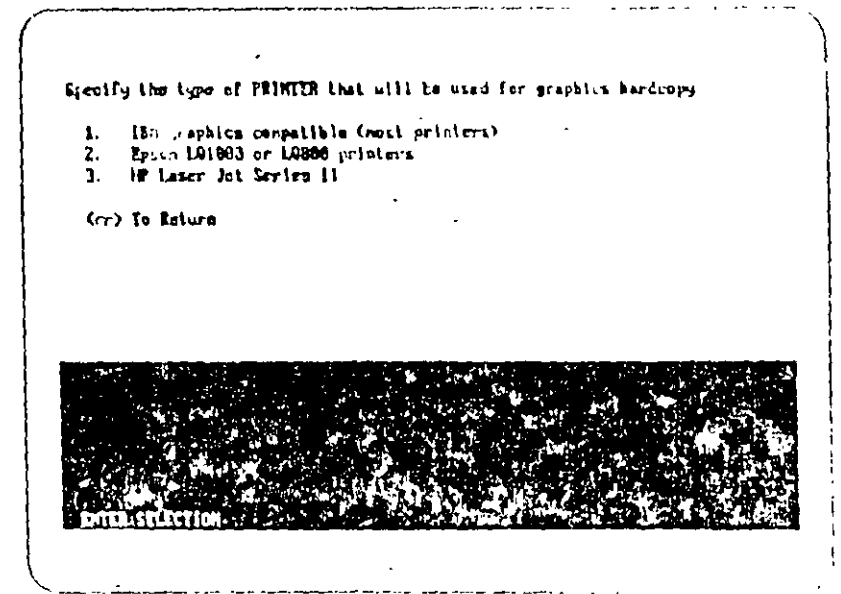 Specify the type of PRINTER that will be used for graphics hardcopy
1. graphics compatible (most printers)
2. Epson or printers
3. HP Laser Jet Series II
(cr) To Return
ENTER SELECTION